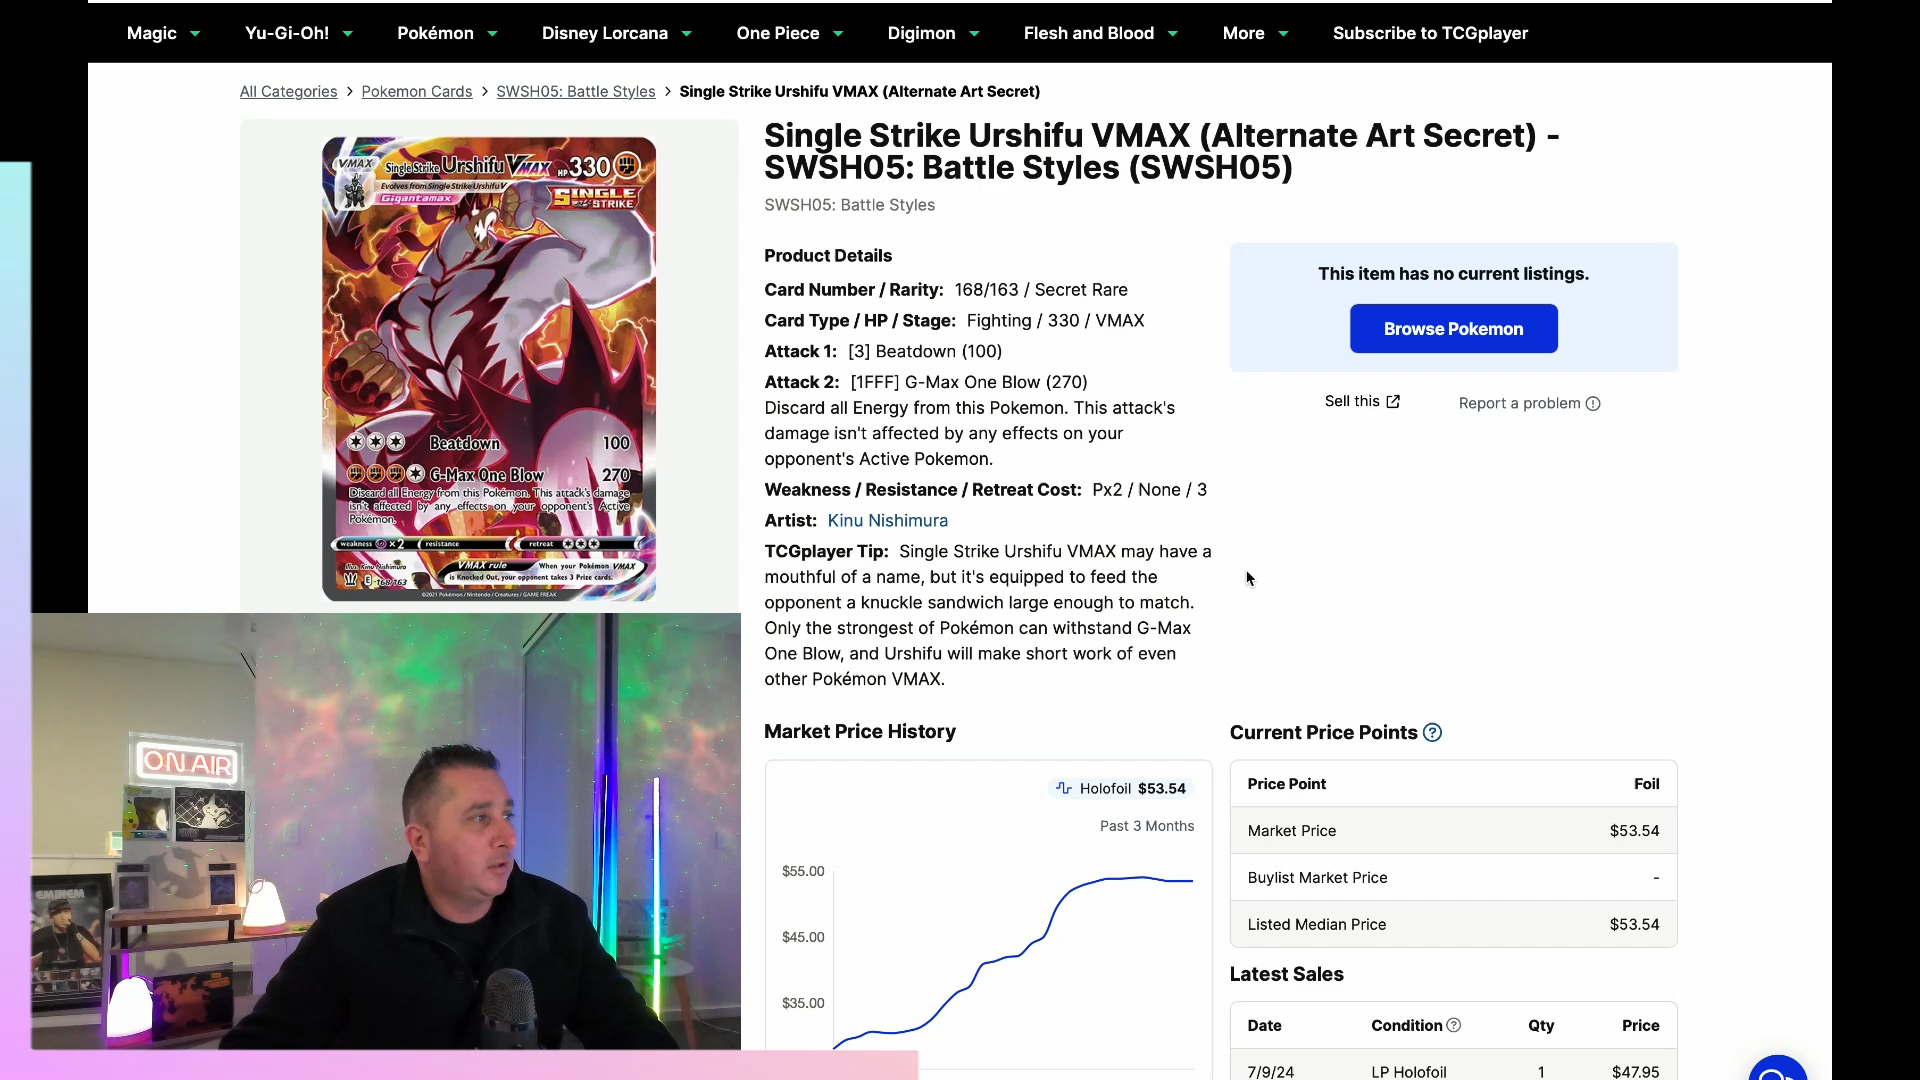 Magic
Yu-Gi-Oh!
Pokémon
Disney Lorcana
One Piece
Digimon
Flesh and Blood
More
Subscribe to TCGplayer
All Categories > Pokemon Cards > SWSH05: Battle Styles > Single Strike Urshifu VMAX (Alternate Art Secret)
VMAX
Single Strike Urshifu VMAX HP 330
Evolves from Single Strike Urshifu V
Gigantamax
SINGLE
STRIKE
Beatdown 100
G-Max One Blow 270
Discard all Energy from this Pokémon. This attack's damage
isn't affected by any effects on your opponent's Active
Pokémon.
weakness x2 resistance retreat
Illus. Kinu Nishimura
E 168/163
VMAX rule When your Pokémon VMAX
is Knocked Out, your opponent takes 3 Prize cards.
©2021 Pokémon / Nintendo / Creatures / GAME FREAK
Single Strike Urshifu VMAX (Alternate Art Secret) -
SWSH05: Battle Styles (SWSH05)
SWSH05: Battle Styles
Product Details
Card Number / Rarity: 168/163 / Secret Rare
Card Type / HP / Stage: Fighting / 330 / VMAX
Attack 1: [3] Beatdown (100)
Attack 2: [1FFF] G-Max One Blow (270)
Discard all Energy from this Pokemon. This attack's
damage isn't affected by any effects on your
opponent's Active Pokemon.
Weakness / Resistance / Retreat Cost: Px2 / None / 3
Artist: Kinu Nishimura
TCGplayer Tip: Single Strike Urshifu VMAX may have a
mouthful of a name, but it's equipped to feed the
opponent a knuckle sandwich large enough to match.
Only the strongest of Pokémon can withstand G-Max
One Blow, and Urshifu will make short work of even
other Pokémon VMAX.
This item has no current listings.
Browse Pokemon
Sell this
Report a problem
Market Price History
Holofoil $53.54
Past 3 Months
$55.00
$45.00
$35.00
Current Price Points ?
Price Point Foil
Market Price $53.54
Buylist Market Price -
Listed Median Price $53.54
Latest Sales
Date Condition ? Qty Price
7/9/24 LP Holofoil 1 $47.95
ON AIR
EMINEM